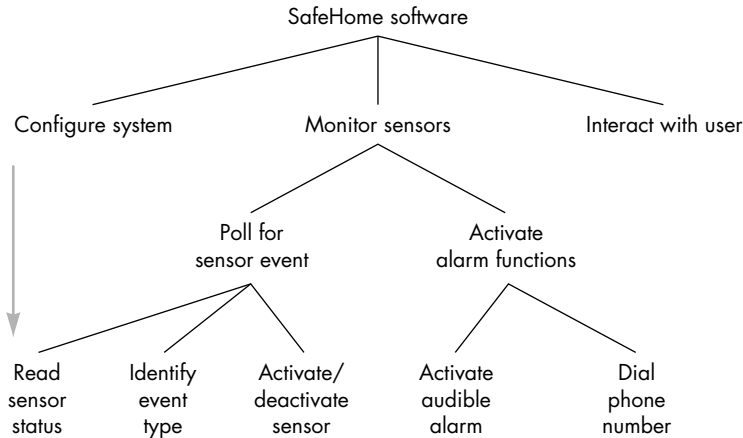 SafeHome software
Configure system
Monitor sensors
Interact with user
Poll for
sensor event
Activate
alarm functions
Read
sensor
status
Identify
event
type
Activate/
deactivate
sensor
Activate
audible
alarm
Dial
phone
number